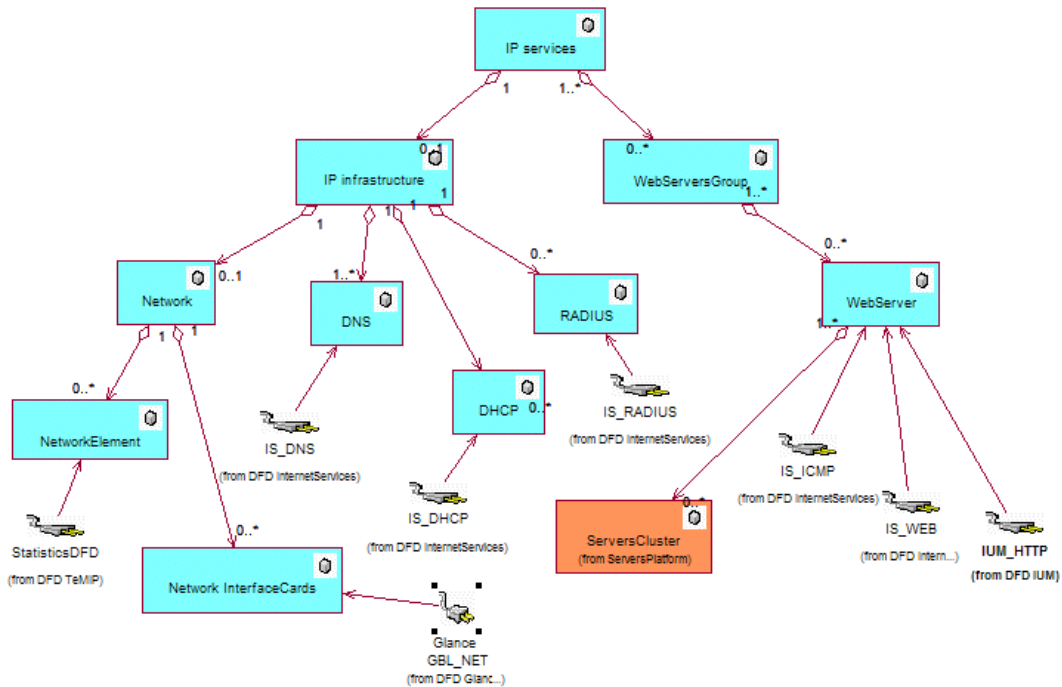 IP services
1
1..*
0..1
IP infrastructure
1
1
1
1
0..*
WebServersGroup
1..*
0..1
Network
1
1
1..*
DNS
0..*
RADIUS
0..*
WebServer
1..*
0..*
NetworkElement
IS_DNS
(from DFD InternetServices)
DHCP
0..*
IS_RADIUS
(from DFD InternetServices)
IS_ICMP
(from DFD InternetServices)
StatisticsDFD
(from DFD TeMIP)
0..*
Network InterfaceCards
IS_DHCP
(from DFD InternetServices)
0..*
ServersCluster
(from ServersPlatform)
IS_WEB
(from DFD Intern...)
IUM_HTTP
(from DFD IUM)
Glance
GBL_NET
(from DFD Glanc...)